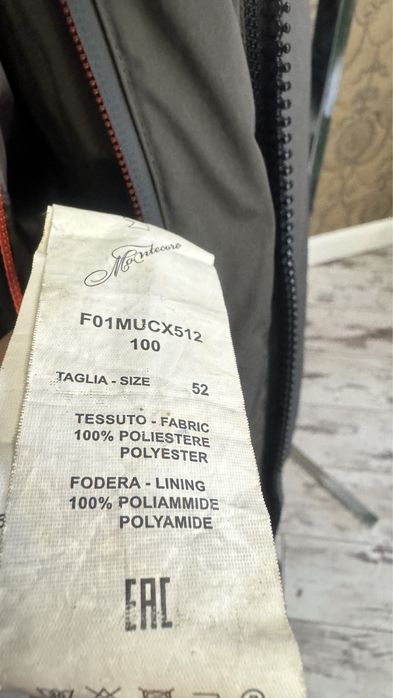 Montecore
F01MUCX512
100
TAGLIA - SIZE 52
TESSUTO - FABRIC
100% POLIESTERE
POLYESTER
FODERA - LINING
100% POLIAMMIDE
POLYAMIDE
EAC